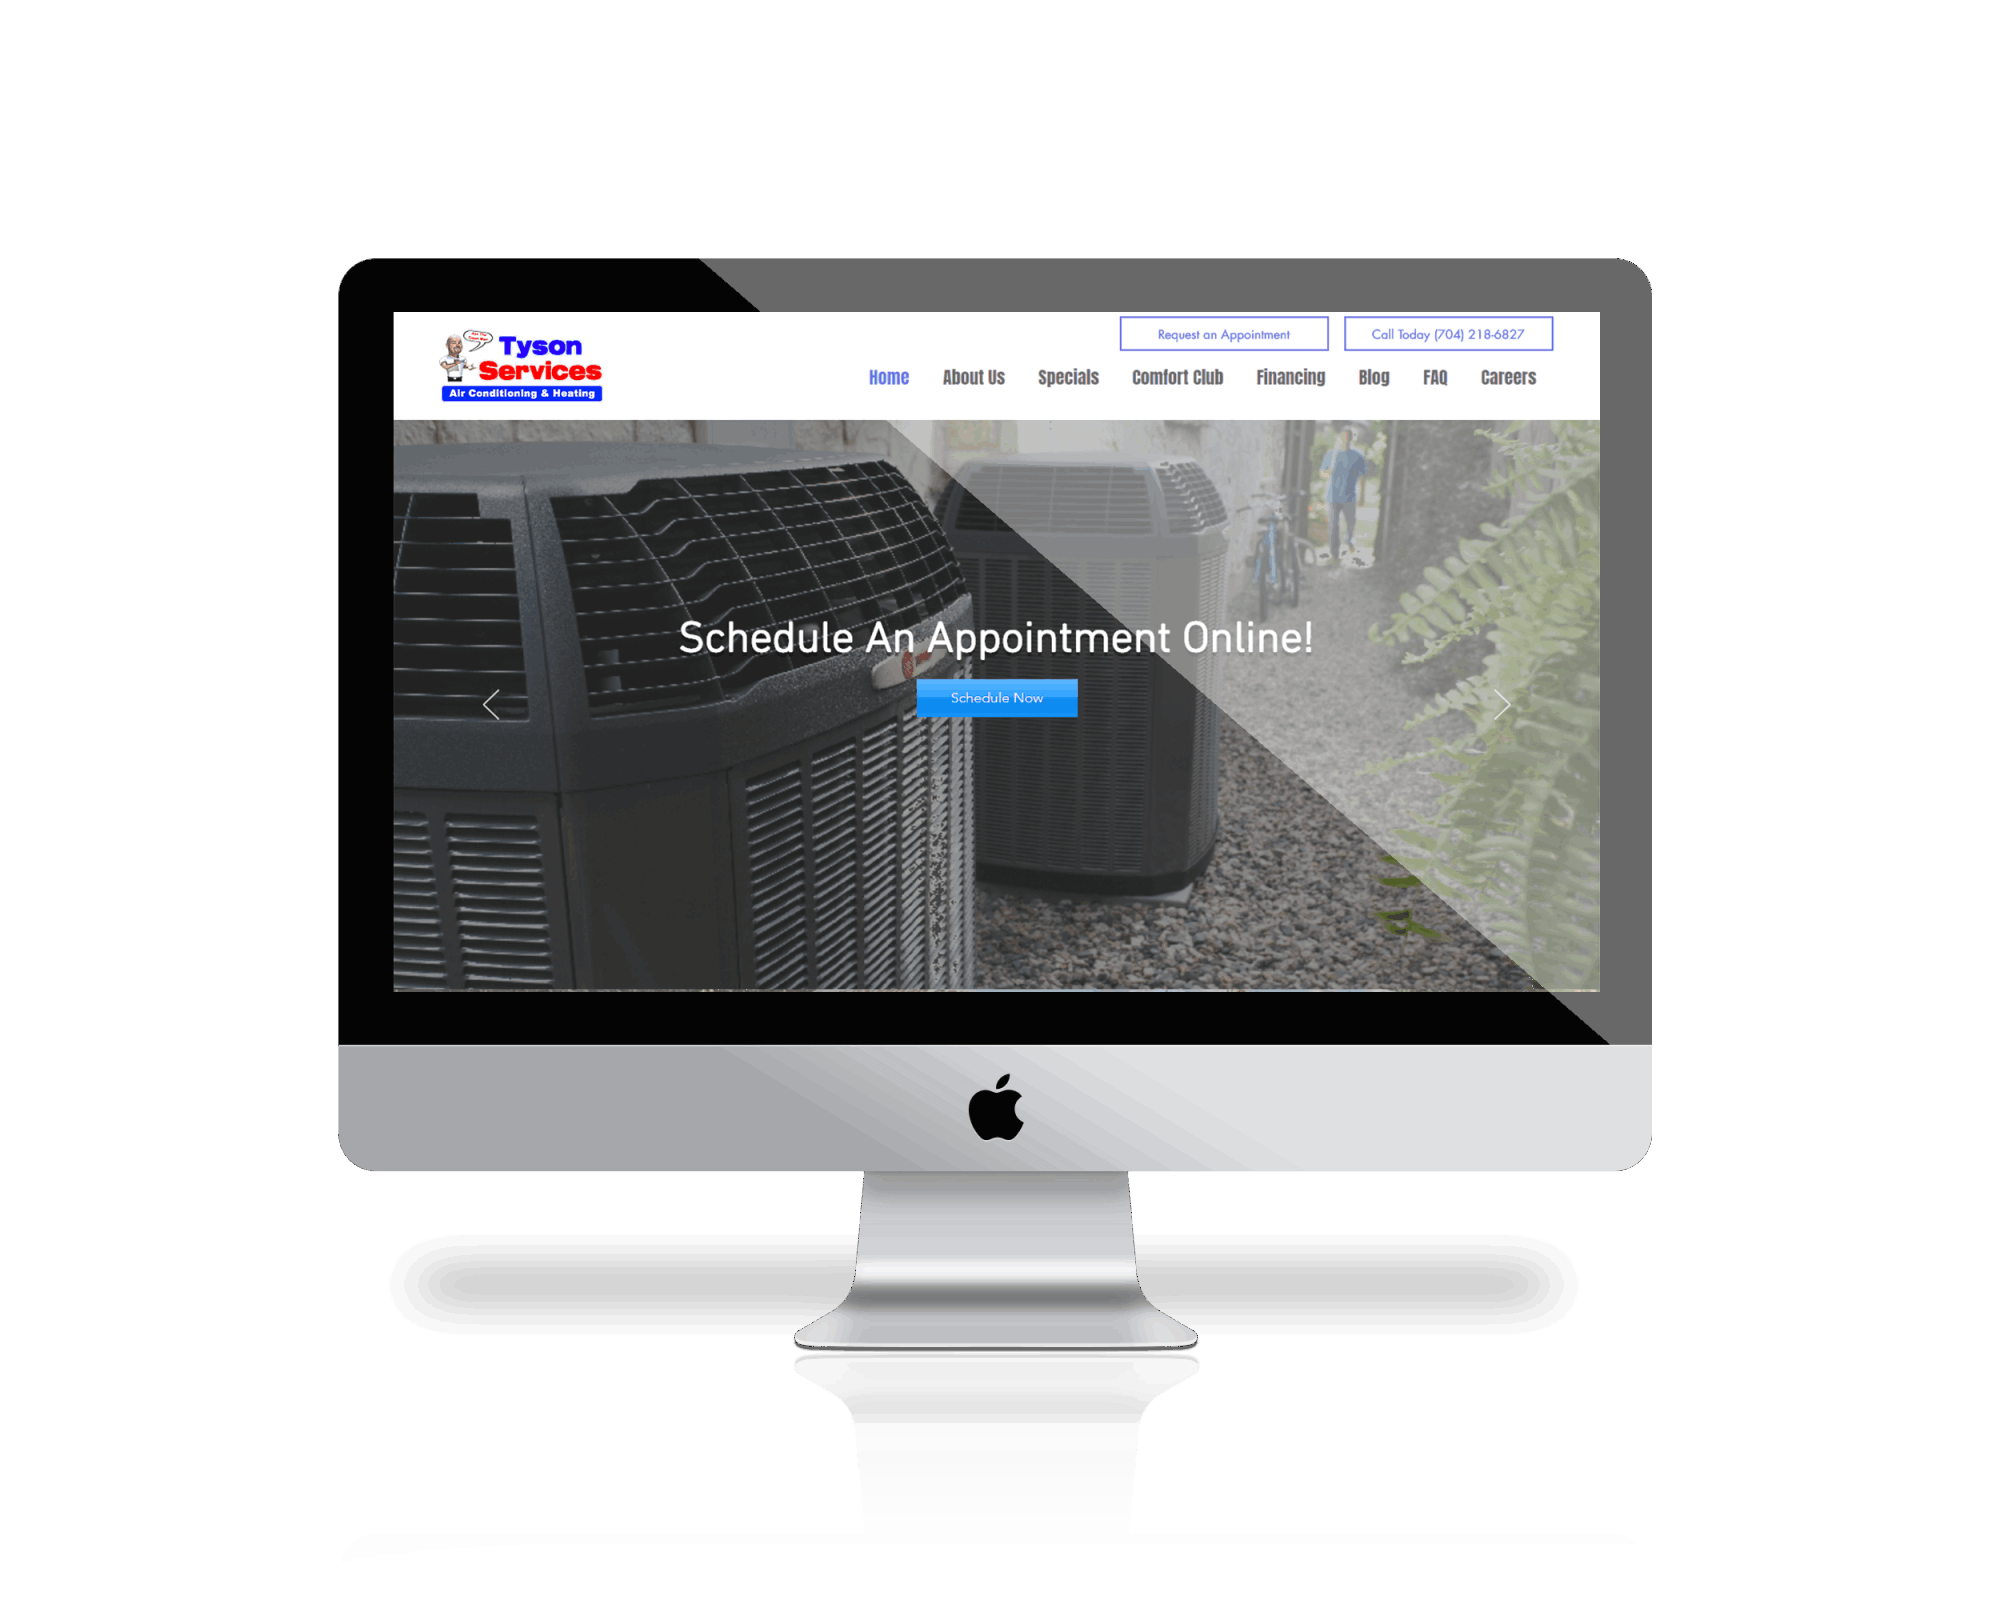 Tyson
Services
Air Conditioning & Heating
Request an Appointment
Call Today (704) 218-6827
Home About Us Specials Comfort Club Financing Blog FAQ Careers
Schedule An Appointment Online!
Schedule Now